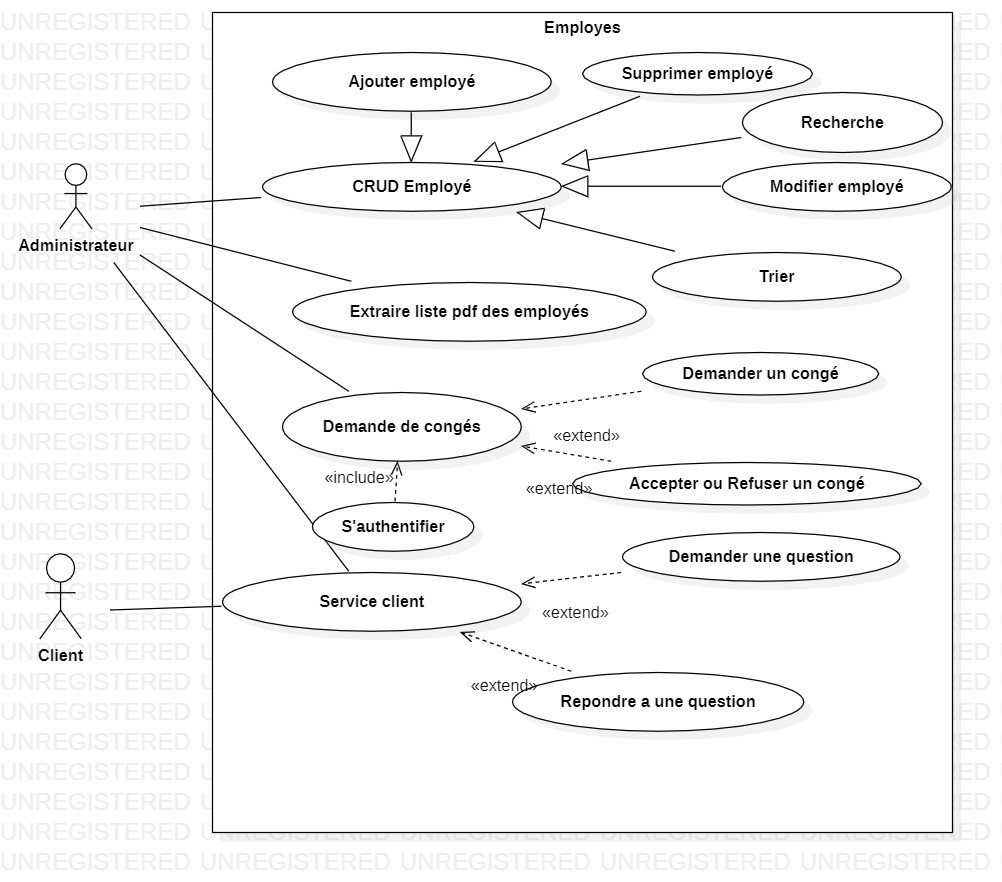 Employes
Ajouter employé
Supprimer employé
Recherche
CRUD Employé
Modifier employé
Administrateur
Trier
Extraire liste pdf des employés
Demander un congé
Demande de congés
«extend»
«include»
Accepter ou Refuser un congé
«extend»
S'authentifier
Demander une question
Service client
«extend»
Client
«extend»
Repondre a une question
UNREGISTERED UNREGISTERED UNREGISTERED UNREGISTERED UNREGISTERED